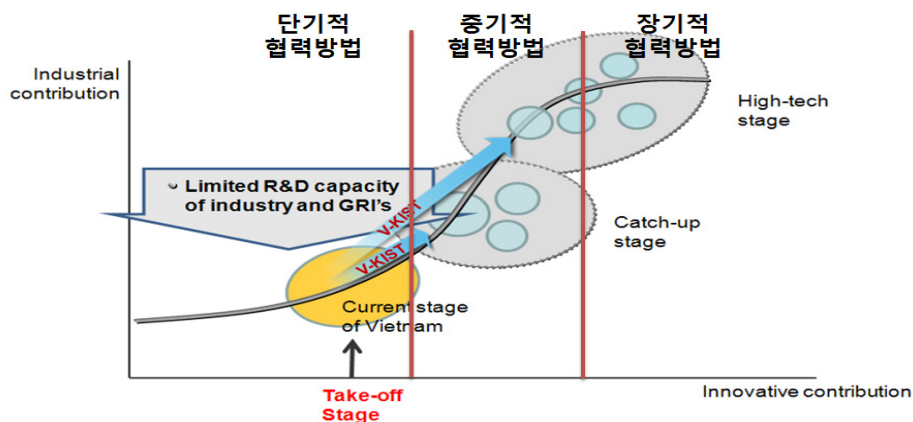 단기적
협력방법
중기적
협력방법
장기적
협력방법
Industrial
contribution
High-tech
stage
• Limited R&D capacity
of industry and GRI's
V-KIST
V-KIST
Catch-up
stage
Current stage
of Vietnam
Take-off
Stage
Innovative contribution